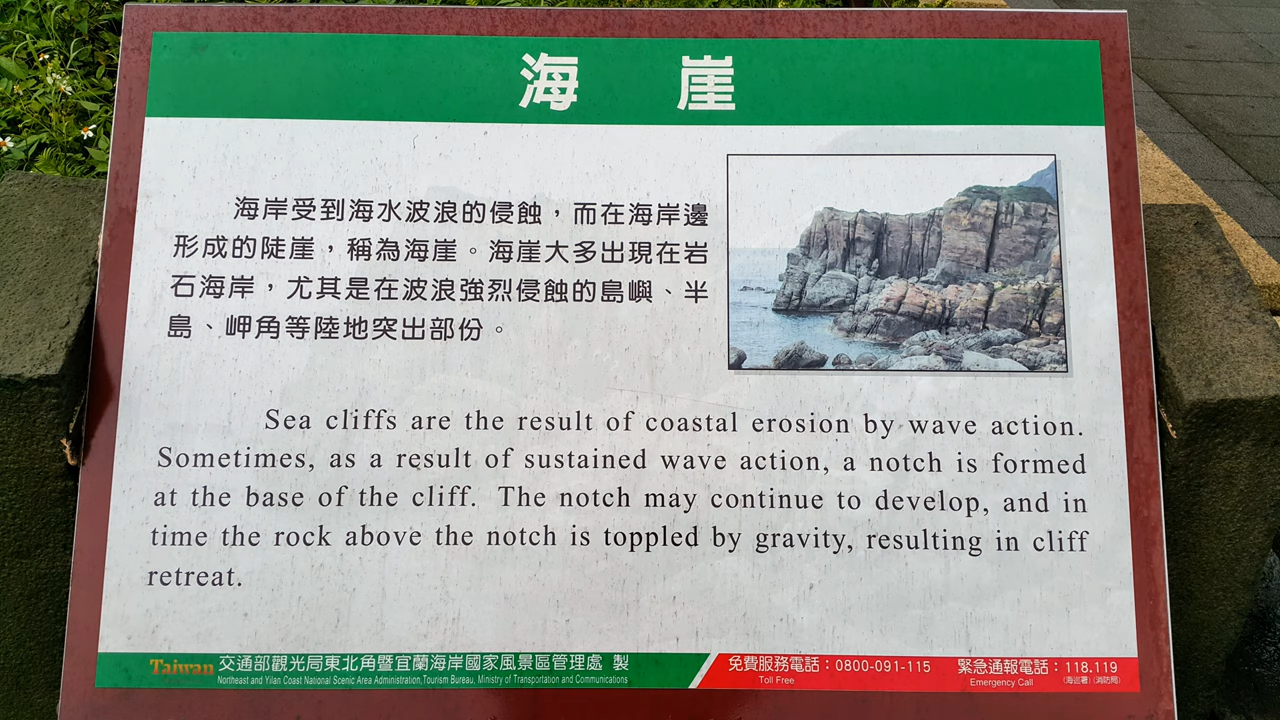 海 崖
海岸受到海水波浪的侵蝕，而在海岸邊
形成的陡崖，稱為海崖。海崖大多出現在岩
石海岸，尤其是在波浪強烈侵蝕的島嶼、半
島、岬角等陸地突出部份。
Sea cliffs are the result of coastal erosion by wave action.
Sometimes, as a result of sustained wave action, a notch is formed
at the base of the cliff. The notch may continue to develop, and in
time the rock above the notch is toppled by gravity, resulting in cliff
retreat.
Taiwan 交通部觀光局東北角暨宜蘭海岸國家風景區管理處 製
Northeast and Yilan Coast National Scenic Area Administration,Tourism Bureau, Ministry of Transportation and Communications
免費服務電話：0800-091-115
Toll Free
緊急通報電話：118.119
Emergency Call (海巡署)(消防局)